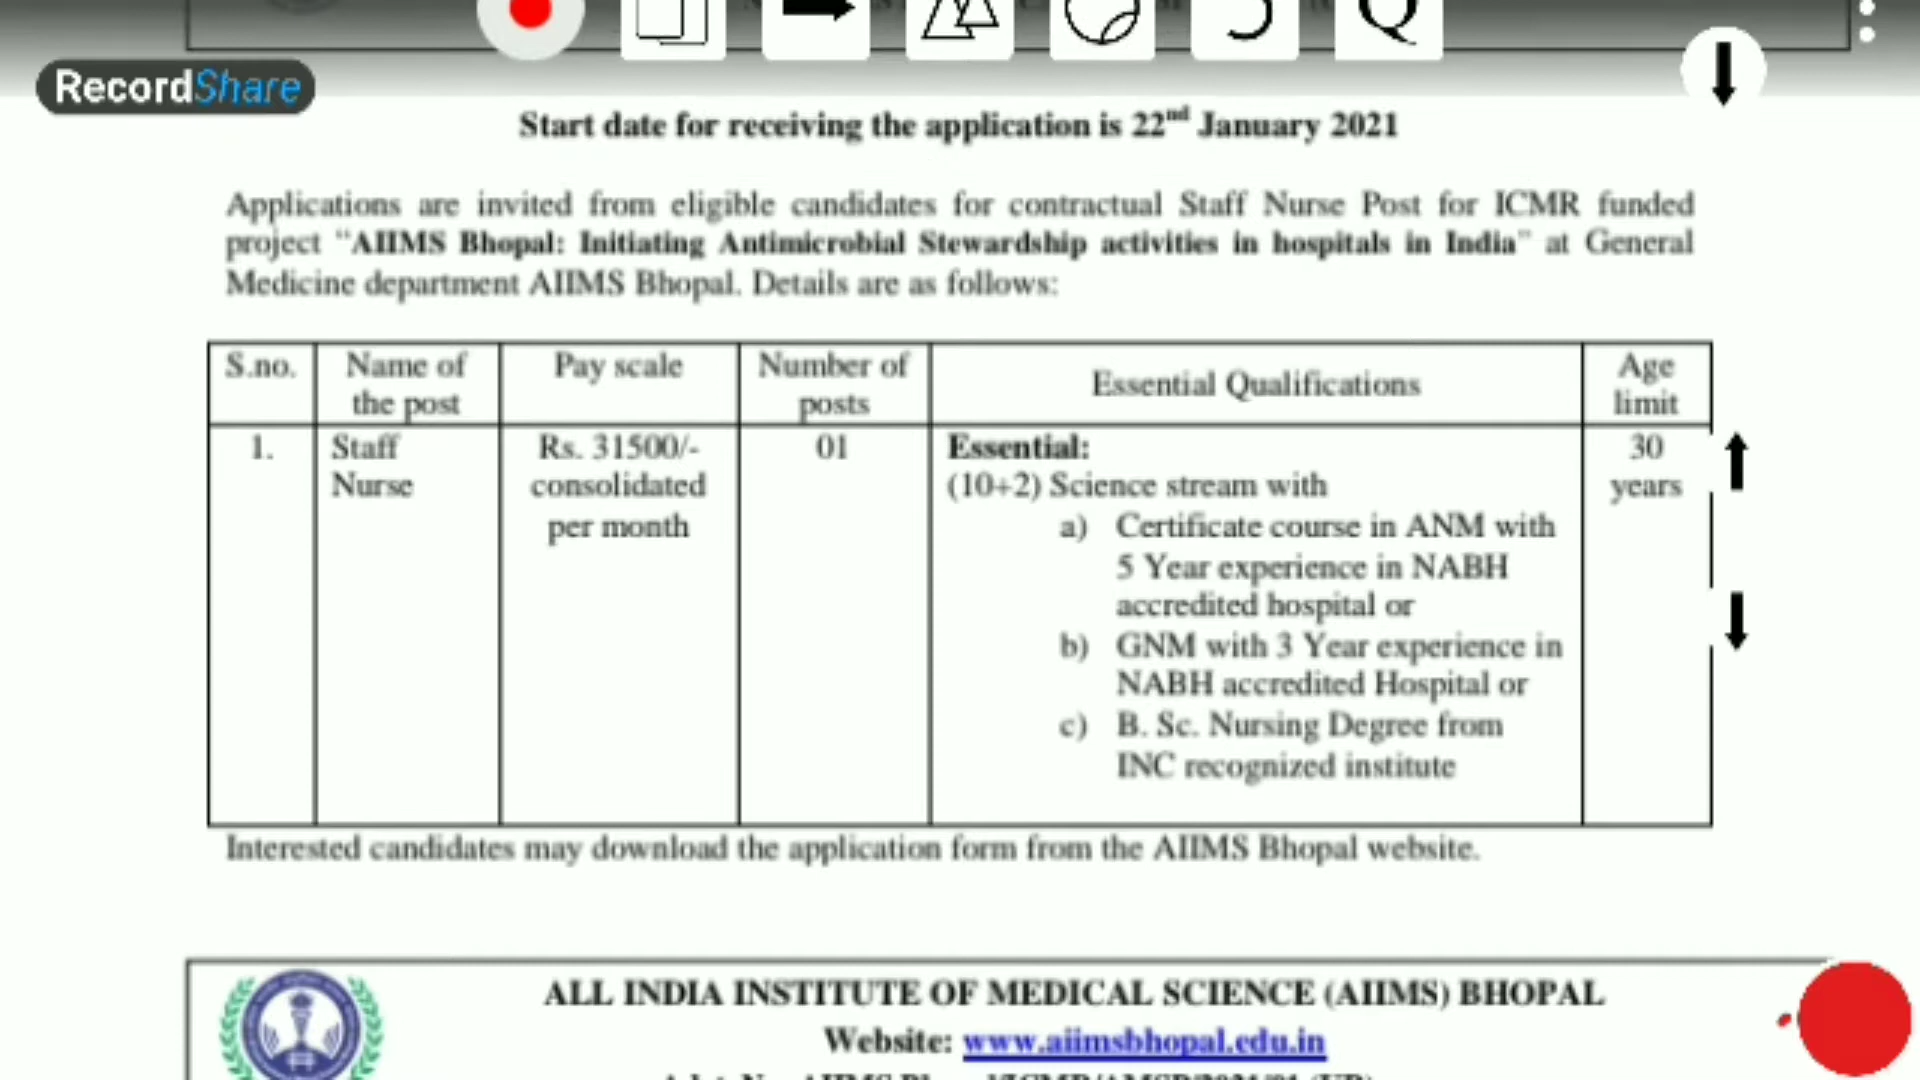 RecordShare
Start date for receiving the application is 22nd January 2021
Applications are invited from eligible candidates for contractual Staff Nurse Post for ICMR funded
project "AIIMS Bhopal: Initiating Antimicrobial Stewardship activities in hospitals in India" at General
Medicine department AIIMS Bhopal. Details are as follows:
S.no. Name of the post Pay scale Number of posts Essential Qualifications Age limit
1. Staff Nurse Rs. 31500/- consolidated per month 01
Essential:
(10+2) Science stream with
a) Certificate course in ANM with
5 Year experience in NABH
accredited hospital or
b) GNM with 3 Year experience in
NABH accredited Hospital or
c) B. Sc. Nursing Degree from
INC recognized institute
30 years
Interested candidates may download the application form from the AIIMS Bhopal website.
ALL INDIA INSTITUTE OF MEDICAL SCIENCE (AIIMS) BHOPAL
Website: www.aiimsbhopal.edu.in